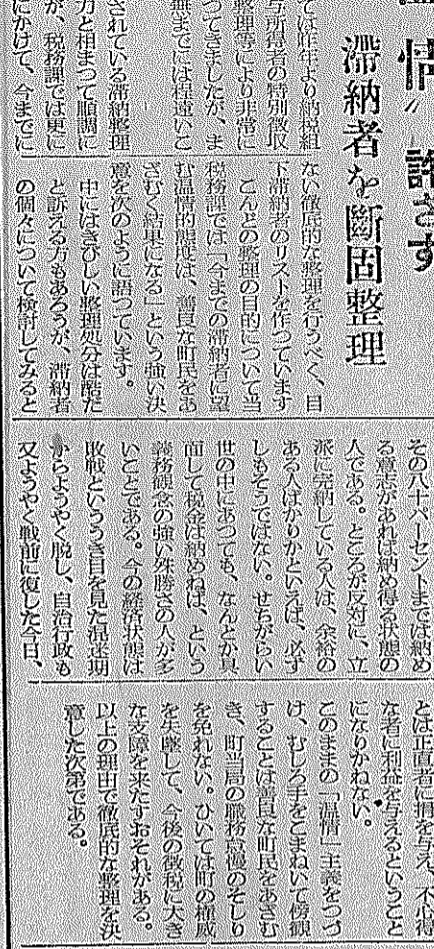 情〃許さず
滞納者を斷固整理
ては昨年より納税組
与所得者の特別徴収
整理等により非常に
つてきましたが、ま
無までには程遠いと
されている滞納整理
力と相まつて順調に
が、税務課では更に
にかけて、今までに
ない徹底的な整理を行うべく、目
下滞納者のリストを作つています
こんどの整理の目的について当
税務課では「今までの滞納者に望
む温情的態度は、善良な町民をあ
ざむく結果になる」という強い決
意を次のように語つています。
中にはきびしい整理処分は酷だ
と訴える方もあろうが、滞納者
の個々について検討してみると
その八十パーセントまでは納め
る意志があれば納め得る状態の
人である。ところが反対に、立
派に完納している人は、余裕の
ある人ばかりかといえば、必ず
しもそうではない。せちがらい
世の中にあつても、なんとか具
面して税金は納めねば、という
義務観念の強い殊勝さの人が多
いことである。今の経済状態は
敗戦といううき目を見た混迷期
からようやく脱し、自治行政も
又ようやく戦前に復した今日、
とは正直者に損を与え、不心得
な者に利益を与えるということ
になりかねない。
このままの「温情」主義をつづ
け、むしろ手をこまねいて傍観
することは善良な町民をあざむ
き、町当局の職務怠慢のそしり
を免れない。ひいては町の権威
を失墜して、今後の徴税に大き
な支障を来たすおそれがある。
以上の理由で徹底的な整理を決
意した次第である。